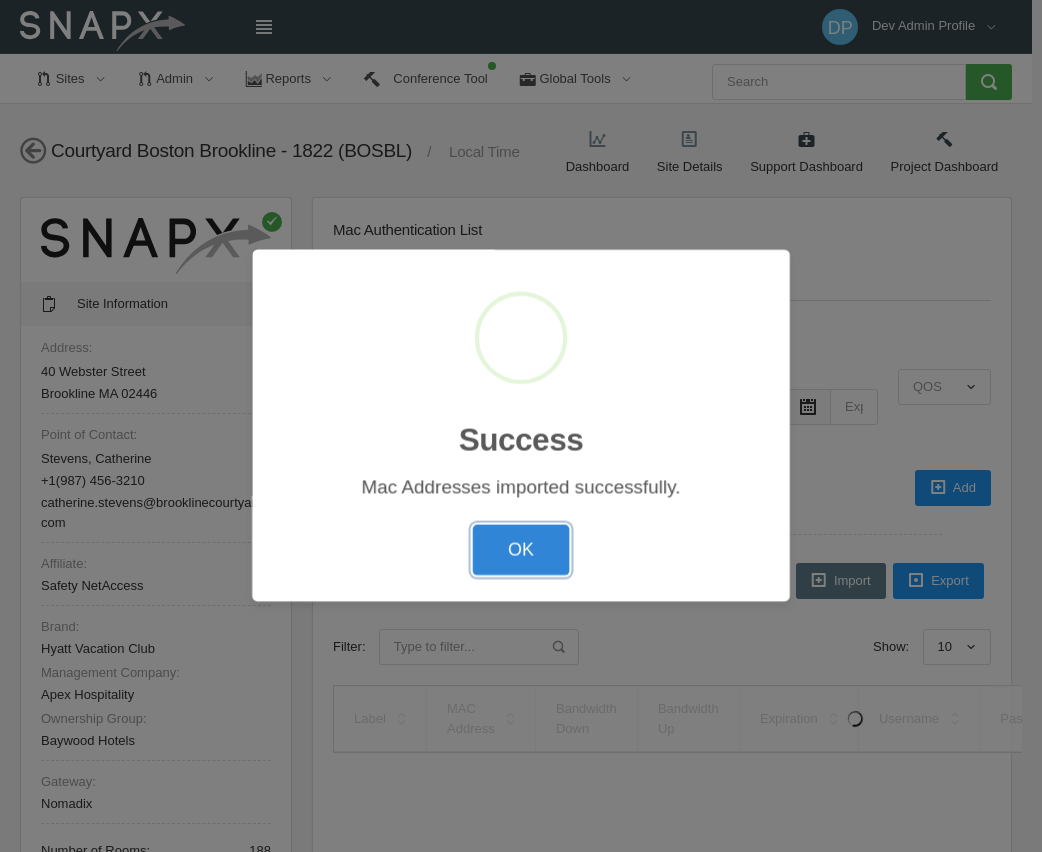 SNAPX
DP
Dev Admin Profile
Sites
Admin
Reports
Conference Tool
Global Tools
Search
Courtyard Boston Brookline - 1822 (BOSBL) / Local Time
Dashboard
Site Details
Support Dashboard
Project Dashboard
SNAPX
Site Information
Address:
40 Webster Street
Brookline MA 02446
Point of Contact:
Stevens, Catherine
+1(987) 456-3210
catherine.stevens@brooklinecourtya
com
Affiliate:
Safety NetAccess
Brand:
Hyatt Vacation Club
Management Company:
Apex Hospitality
Ownership Group:
Baywood Hotels
Gateway:
Nomadix
Number of Rooms: 188
Mac Authentication List
Success
Mac Addresses imported successfully.
OK
Exp
QOS
Add
Import
Export
Filter:
Type to filter...
Show:
10
Label
MAC
Address
Bandwidth
Down
Bandwidth
Up
Expiration
Username
Pas